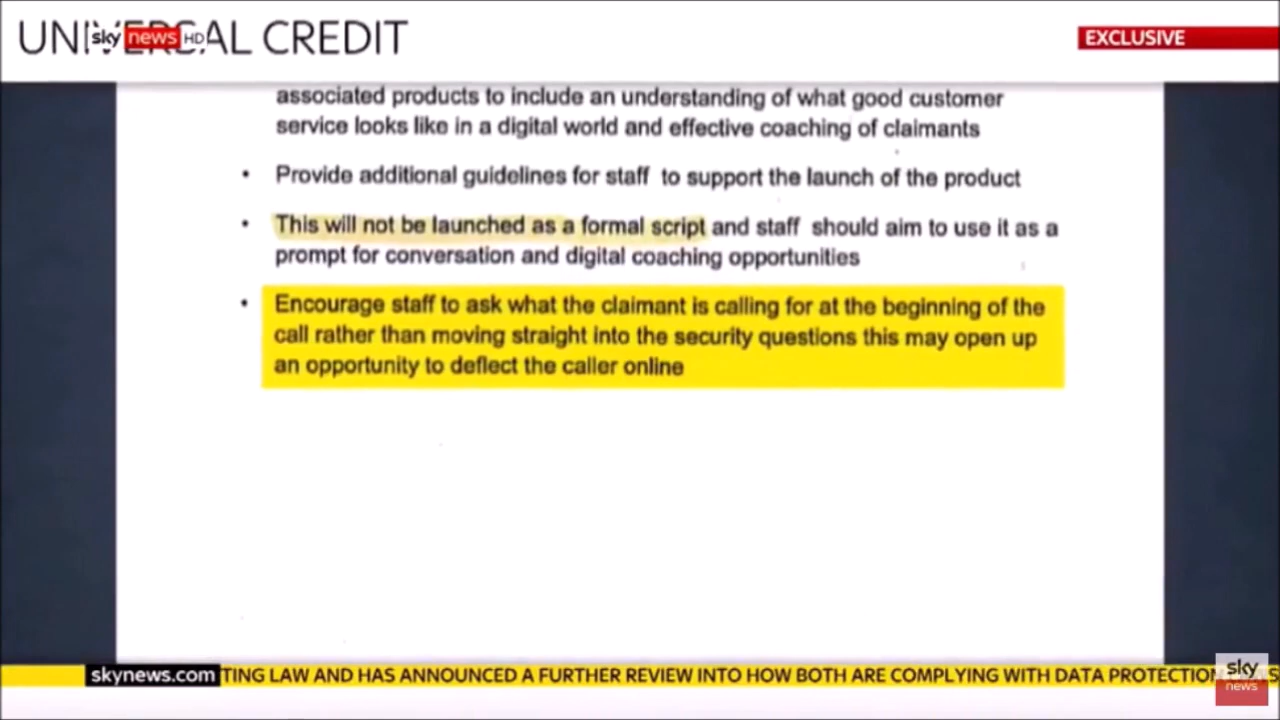 UNIVERSAL CREDIT
sky news HD
EXCLUSIVE
associated products to include an understanding of what good customer
service looks like in a digital world and effective coaching of claimants
• Provide additional guidelines for staff to support the launch of the product
• This will not be launched as a formal script and staff should aim to use it as a
prompt for conversation and digital coaching opportunities
• Encourage staff to ask what the claimant is calling for at the beginning of the
call rather than moving straight into the security questions this may open up
an opportunity to deflect the caller online
skynews.com TING LAW AND HAS ANNOUNCED A FURTHER REVIEW INTO HOW BOTH ARE COMPLYING WITH DATA PROTECTION
sky
news